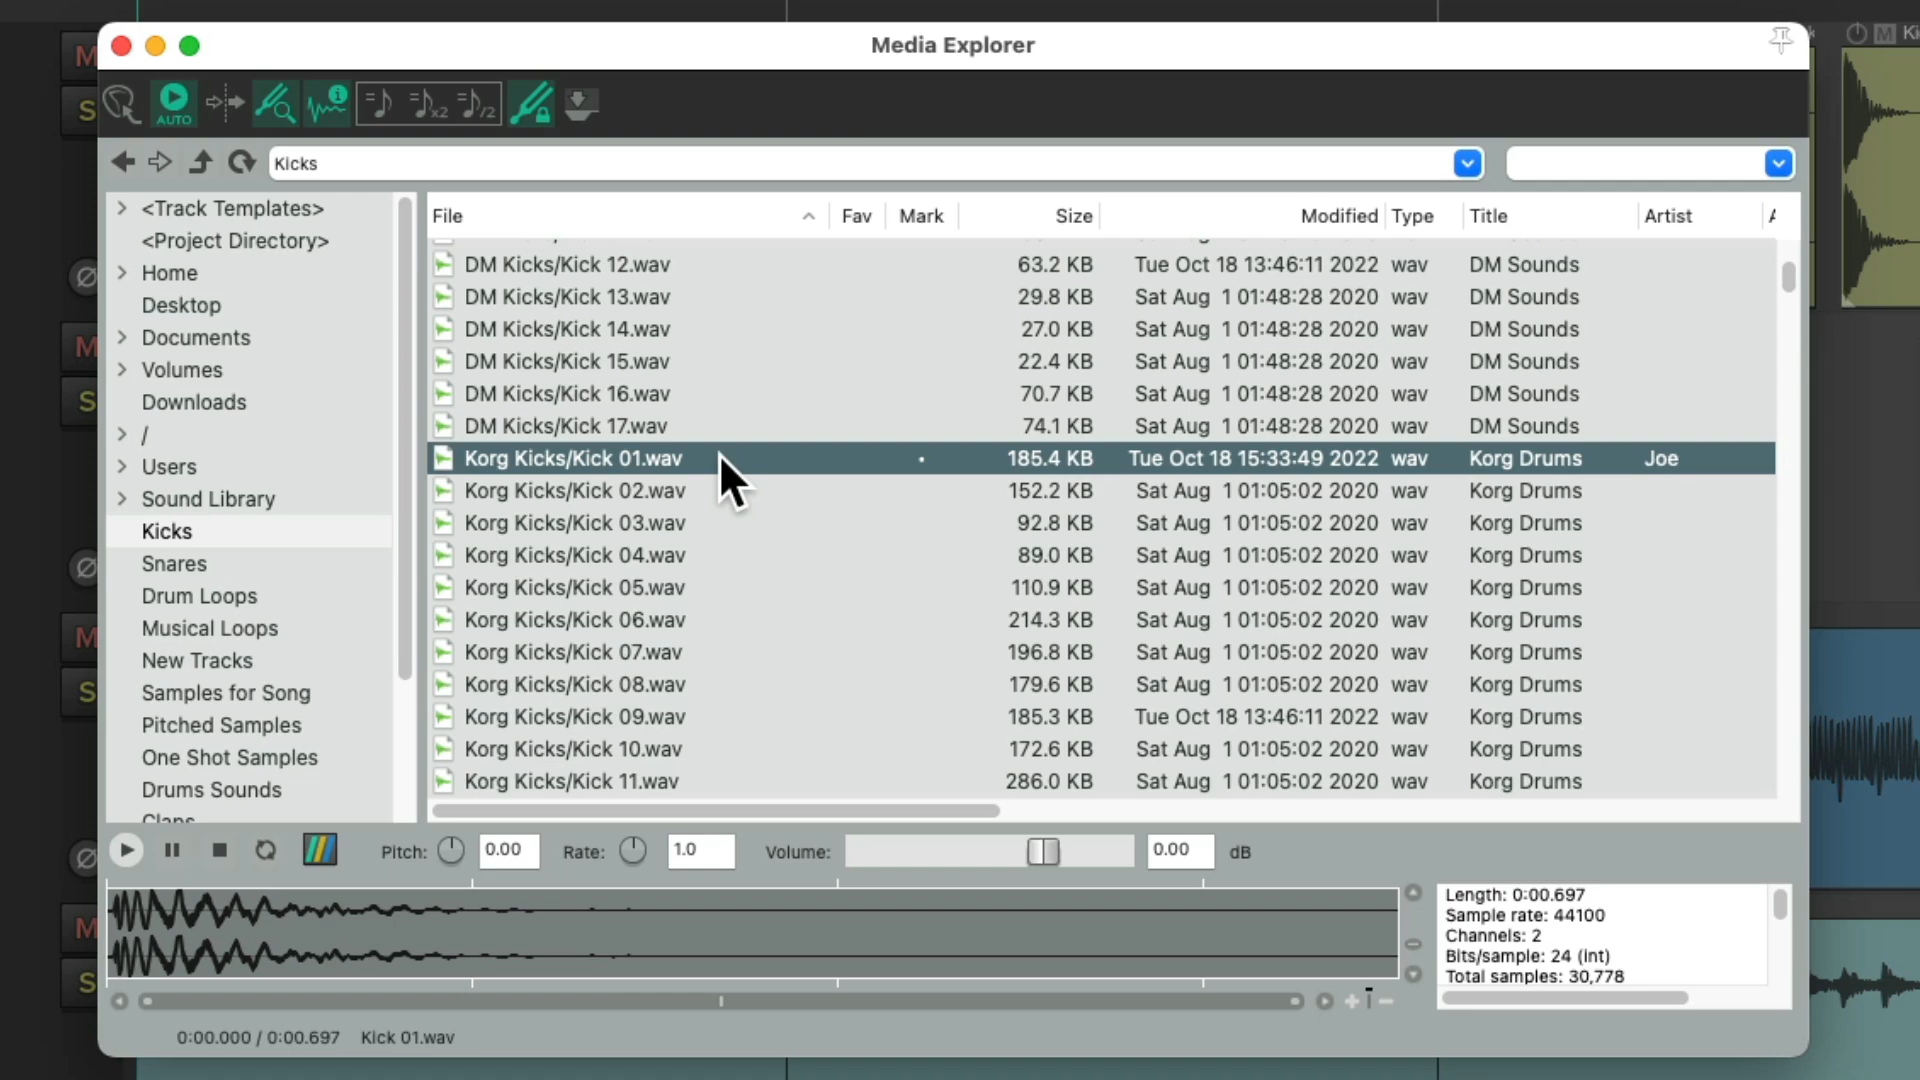 Media Explorer
M
M
S
AUTO
x2
/2
Kicks
<Track Templates>
<Project Directory>
Home
Desktop
Documents
Volumes
Downloads
/
Users
Sound Library
Kicks
Snares
Drum Loops
Musical Loops
New Tracks
Samples for Song
Pitched Samples
One Shot Samples
Drums Sounds
File Fav Mark Size Modified Type Title Artist
DM Kicks/Kick 12.wav 63.2 KB Tue Oct 18 13:46:11 2022 wav DM Sounds
DM Kicks/Kick 13.wav 29.8 KB Sat Aug 1 01:48:28 2020 wav DM Sounds
DM Kicks/Kick 14.wav 27.0 KB Sat Aug 1 01:48:28 2020 wav DM Sounds
DM Kicks/Kick 15.wav 22.4 KB Sat Aug 1 01:48:28 2020 wav DM Sounds
DM Kicks/Kick 16.wav 70.7 KB Sat Aug 1 01:48:28 2020 wav DM Sounds
DM Kicks/Kick 17.wav 74.1 KB Sat Aug 1 01:48:28 2020 wav DM Sounds
Korg Kicks/Kick 01.wav • 185.4 KB Tue Oct 18 15:33:49 2022 wav Korg Drums Joe
Korg Kicks/Kick 02.wav 152.2 KB Sat Aug 1 01:05:02 2020 wav Korg Drums
Korg Kicks/Kick 03.wav 92.8 KB Sat Aug 1 01:05:02 2020 wav Korg Drums
Korg Kicks/Kick 04.wav 89.0 KB Sat Aug 1 01:05:02 2020 wav Korg Drums
Korg Kicks/Kick 05.wav 110.9 KB Sat Aug 1 01:05:02 2020 wav Korg Drums
Korg Kicks/Kick 06.wav 214.3 KB Sat Aug 1 01:05:02 2020 wav Korg Drums
Korg Kicks/Kick 07.wav 196.8 KB Sat Aug 1 01:05:02 2020 wav Korg Drums
Korg Kicks/Kick 08.wav 179.6 KB Sat Aug 1 01:05:02 2020 wav Korg Drums
Korg Kicks/Kick 09.wav 185.3 KB Tue Oct 18 13:46:11 2022 wav Korg Drums
Korg Kicks/Kick 10.wav 172.6 KB Sat Aug 1 01:05:02 2020 wav Korg Drums
Korg Kicks/Kick 11.wav 286.0 KB Sat Aug 1 01:05:02 2020 wav Korg Drums
M
S
M
S
M
S
Pitch: 0.00 Rate: 1.0 Volume: 0.00 dB
Length: 0:00.697
Sample rate: 44100
Channels: 2
Bits/sample: 24 (Int)
Total samples: 30,778
0:00.000 / 0:00.697 Kick 01.wav